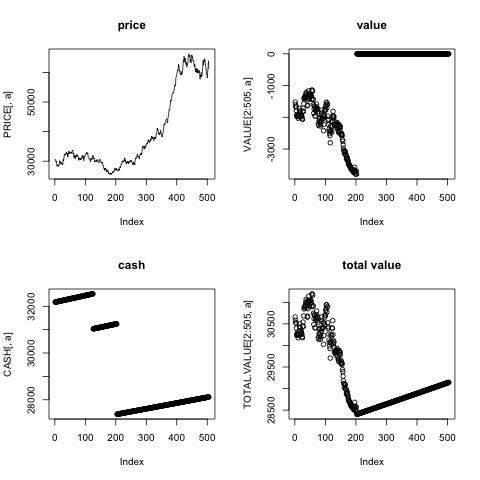 price
PRICE[, a]
30000
50000
0
100
200
300
400
500
Index
value
VALUE[2:505, a]
-3000
-1000
0
0
100
200
300
400
500
Index
cash
CASH[, a]
28000
30000
32000
0
100
200
300
400
500
Index
total value
TOTAL.VALUE[2:505, a]
28500
29500
30500
0
100
200
300
400
500
Index